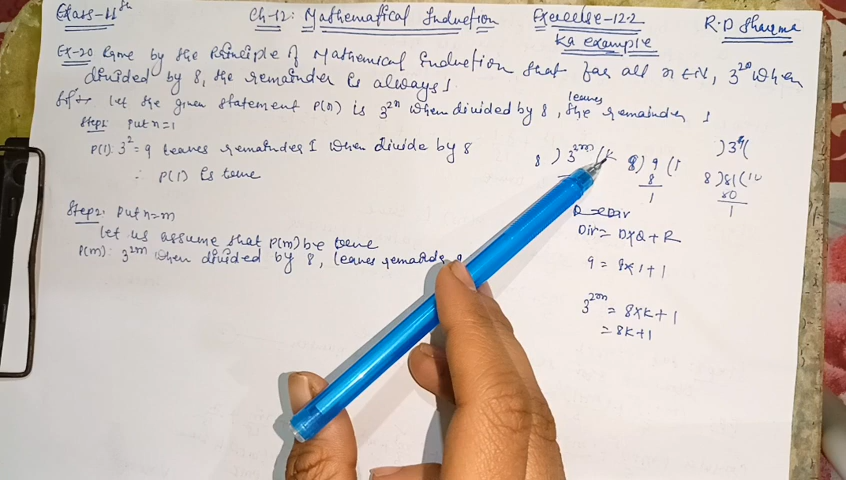 Class-11th Ch-12: Mathematical Induction Exercise-12.2 R.D Sharma
Ka example
Ex-20 Prove by the Principle of Mathemical Induction that for all n ∈ N, 3^2n when
divided by 8, the remainder is always 1
Let the given statement P(n) is 3^2n when divided by 8, leaves the remainder 1
Step1: Put n=1
P(1): 3^2 = 9 leaves remainder 1 when divide by 8
∴ P(1) is true
Step2: Put n=m
Let us assume that P(m) be true
P(m): 3^2m when divided by 8, leaves remainder
8 ) 3^2m (k
8) 9 (1
8
1
)3^4(
8 )81(10
80
1
Div = D×Q+R
9 = 8×1+1
3^2m = 8×k+1
= 8k+1